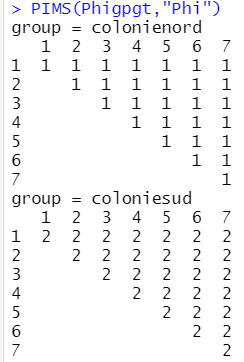 > PIMS(Phigpgt,"Phi")
group = colonienord
   1  2  3  4  5  6  7
1  1  1  1  1  1  1  1
2     1  1  1  1  1  1
3        1  1  1  1  1
4           1  1  1  1
5              1  1  1
6                 1  1
7                    1
group = coloniesud
   1  2  3  4  5  6  7
1  2  2  2  2  2  2  2
2     2  2  2  2  2  2
3        2  2  2  2  2
4           2  2  2  2
5              2  2  2
6                 2  2
7                    2